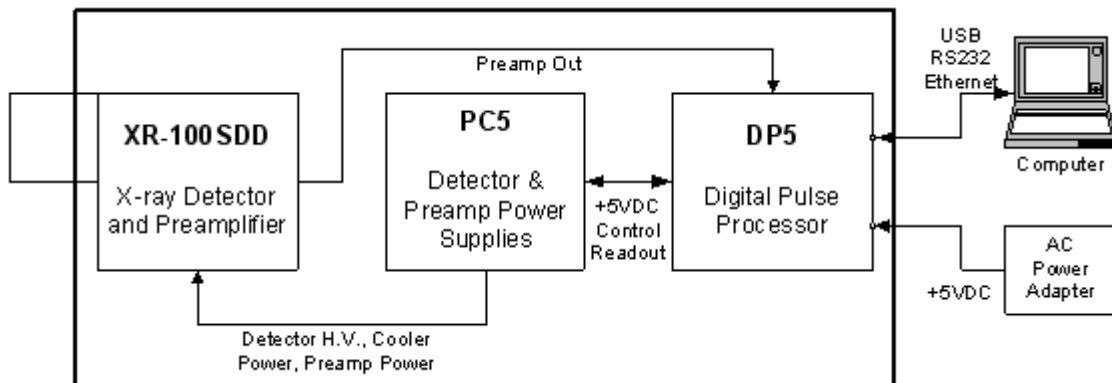 USB
RS232
Ethernet
Preamp Out
XR-100SDD
X-ray Detector
and Preamplifier
PC5
Detector &
Preamp Power
Supplies
+5VDC
Control
Readout
DP5
Digital Pulse
Processor
Computer
AC
Power
Adapter
+5VDC
Detector H.V., Cooler
Power, Preamp Power